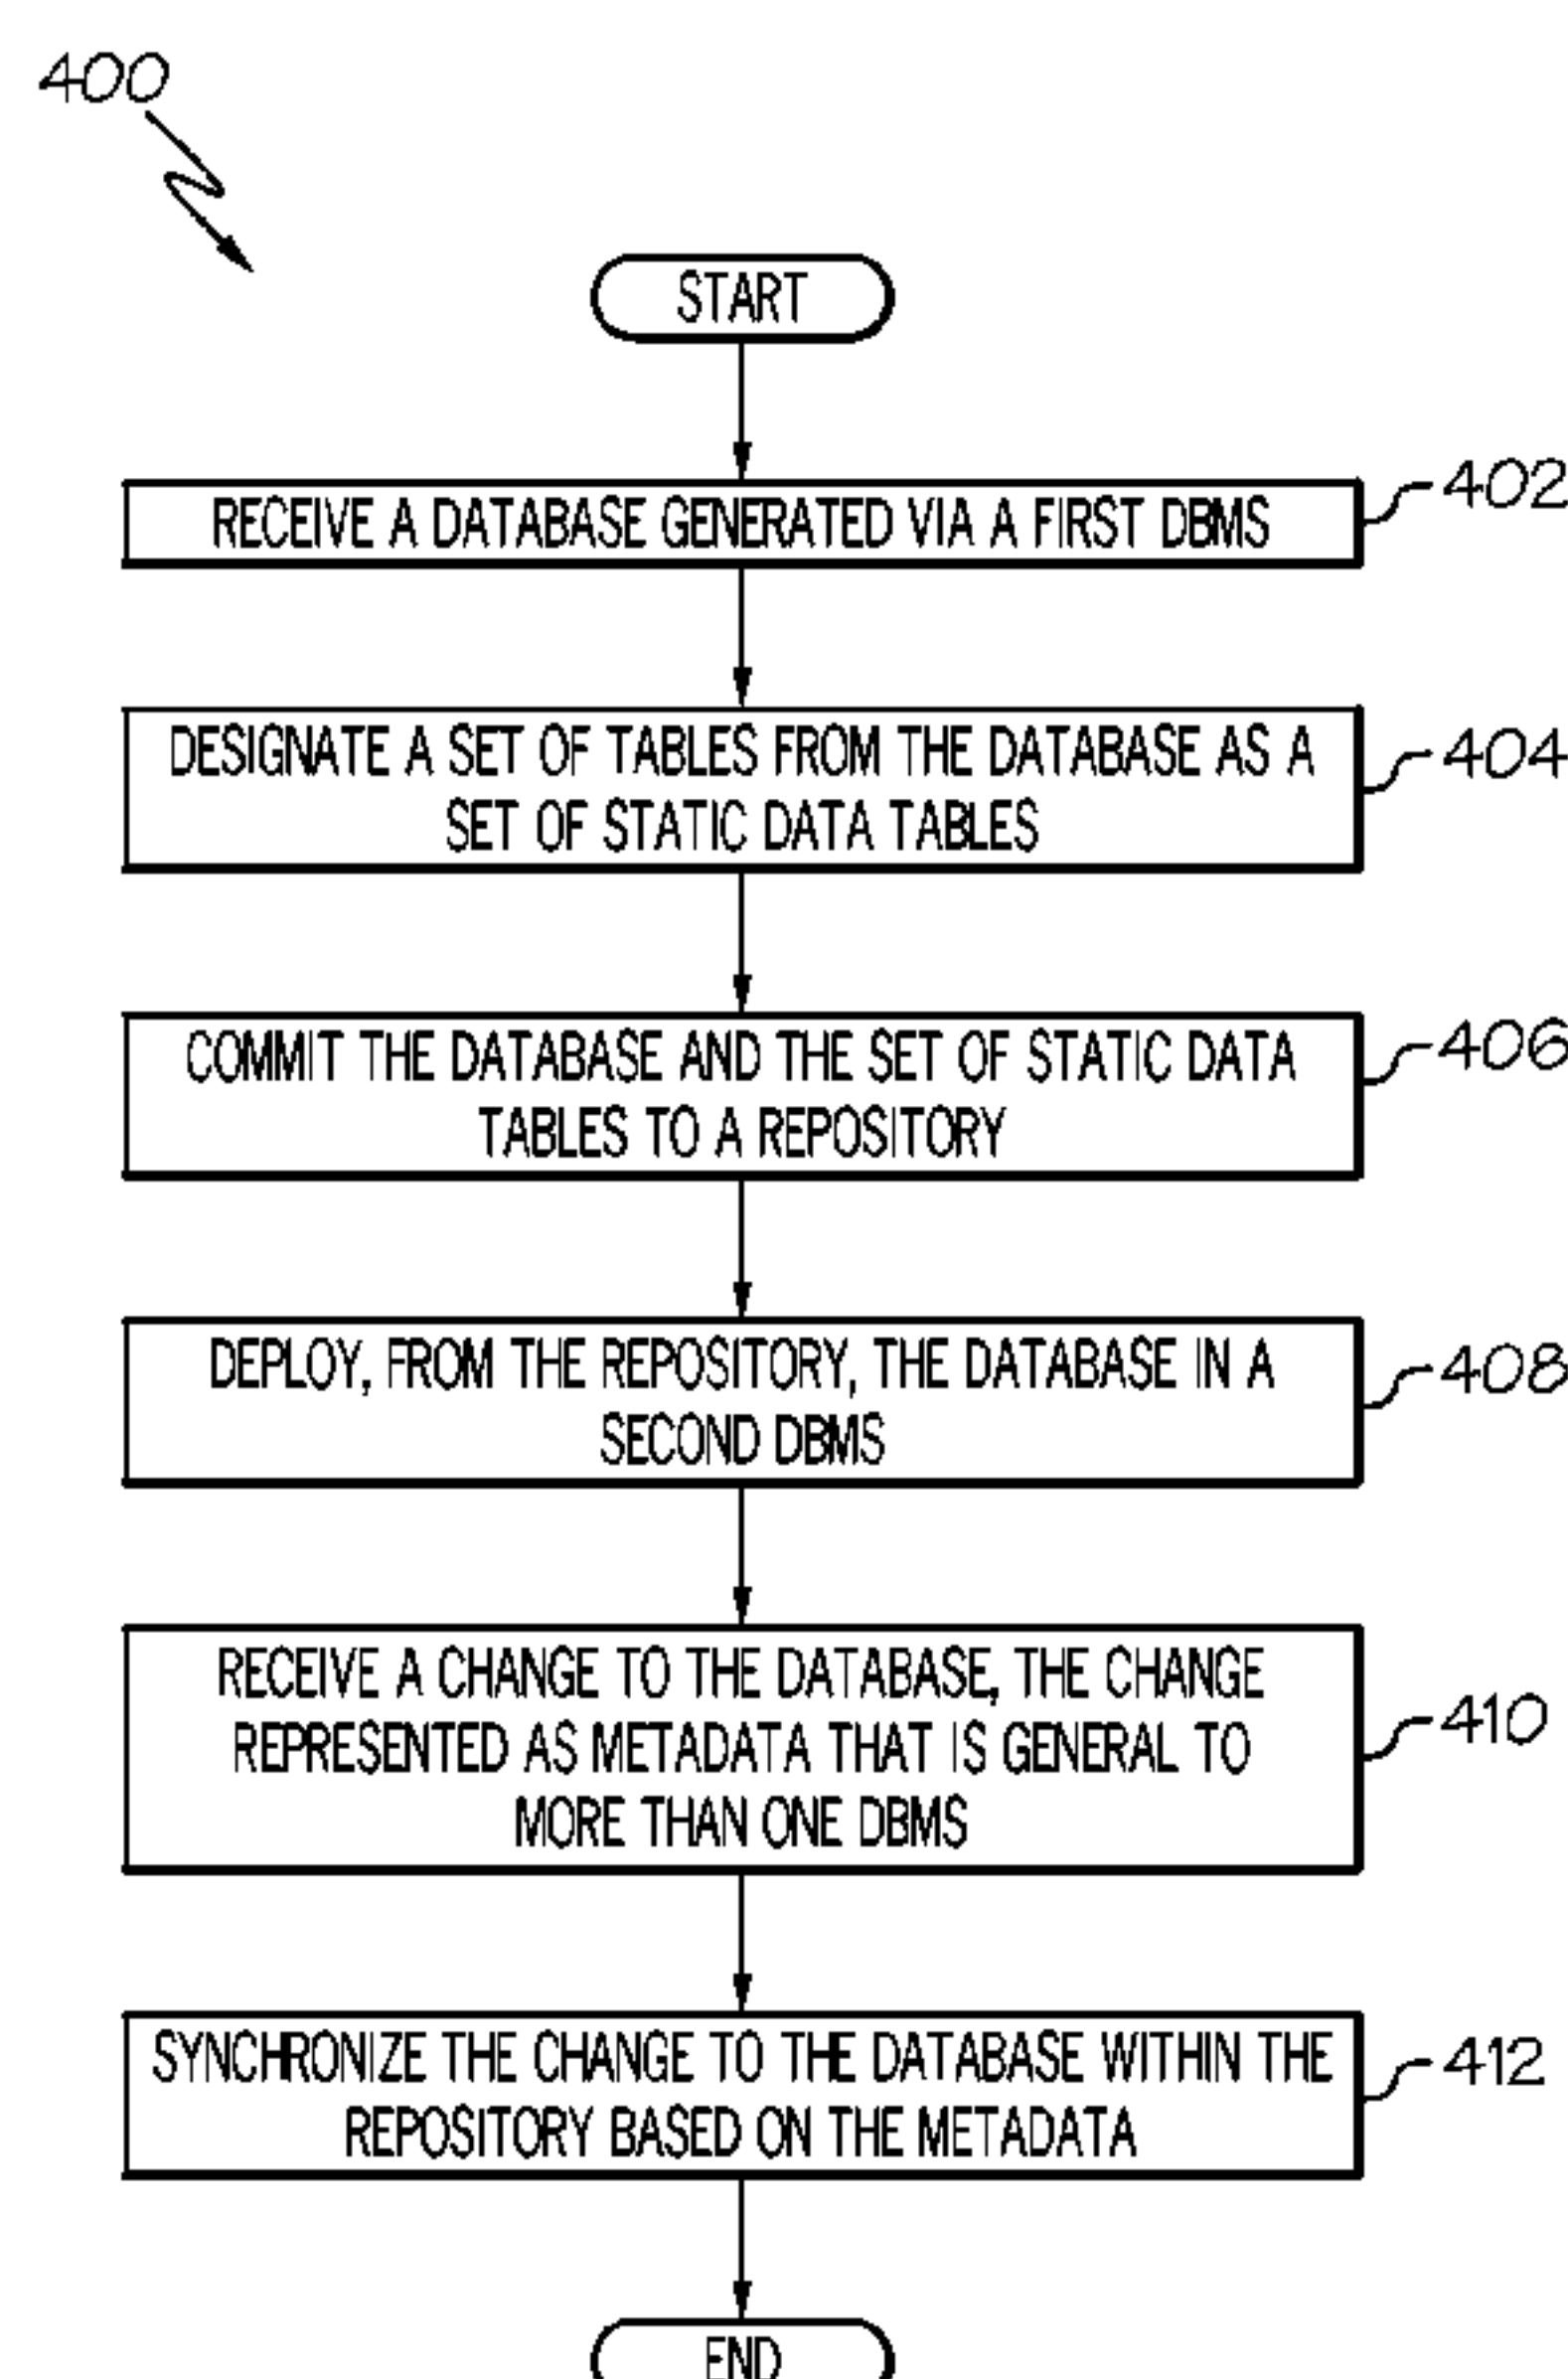 400
START
RECEIVE A DATABASE GENERATED VIA A FIRST DBMS
402
DESIGNATE A SET OF TABLES FROM THE DATABASE AS A
SET OF STATIC DATA TABLES
404
COMMIT THE DATABASE AND THE SET OF STATIC DATA
TABLES TO A REPOSITORY
406
DEPLOY, FROM THE REPOSITORY, THE DATABASE IN A
SECOND DBMS
408
RECEIVE A CHANGE TO THE DATABASE, THE CHANGE
REPRESENTED AS METADATA THAT IS GENERAL TO
MORE THAN ONE DBMS
410
SYNCHRONIZE THE CHANGE TO THE DATABASE WITHIN THE
REPOSITORY BASED ON THE METADATA
412
END